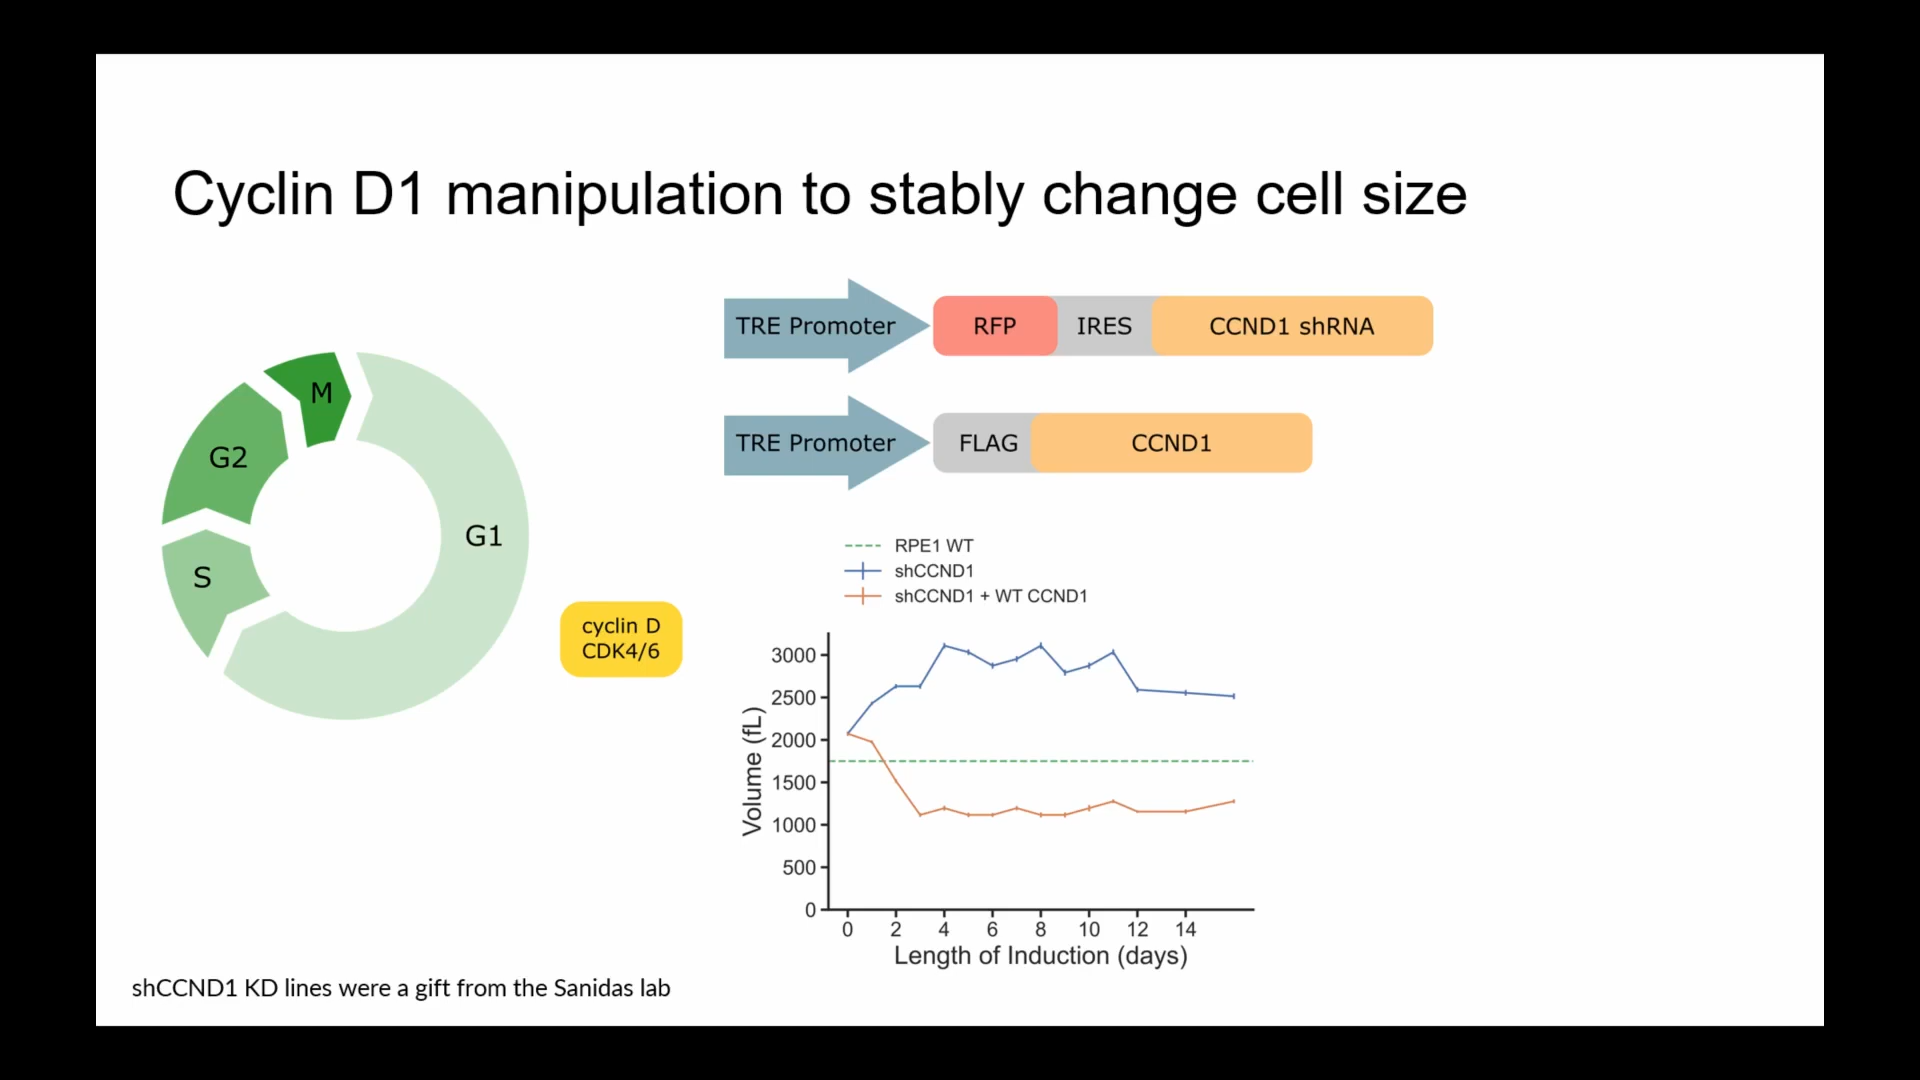 Cyclin D1 manipulation to stably change cell size
TRE Promoter RFP IRES CCND1 shRNA
TRE Promoter FLAG CCND1
M
G2
G1
S
cyclin D
CDK4/6
RPE1 WT
shCCND1
shCCND1 + WT CCND1
3000
2500
2000
1500
1000
500
0
Volume (fL)
0 2 4 6 8 10 12 14
Length of Induction (days)
shCCND1 KD lines were a gift from the Sanidas lab